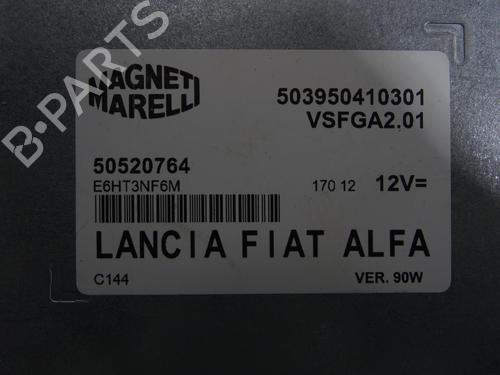 B-PARTS
MAGNETI
MARELLI
503950410301
VSFGA2.01
50520764
E6HT3NF6M
170 12 12V=
LANCIA FIAT ALFA
C144 VER. 90W